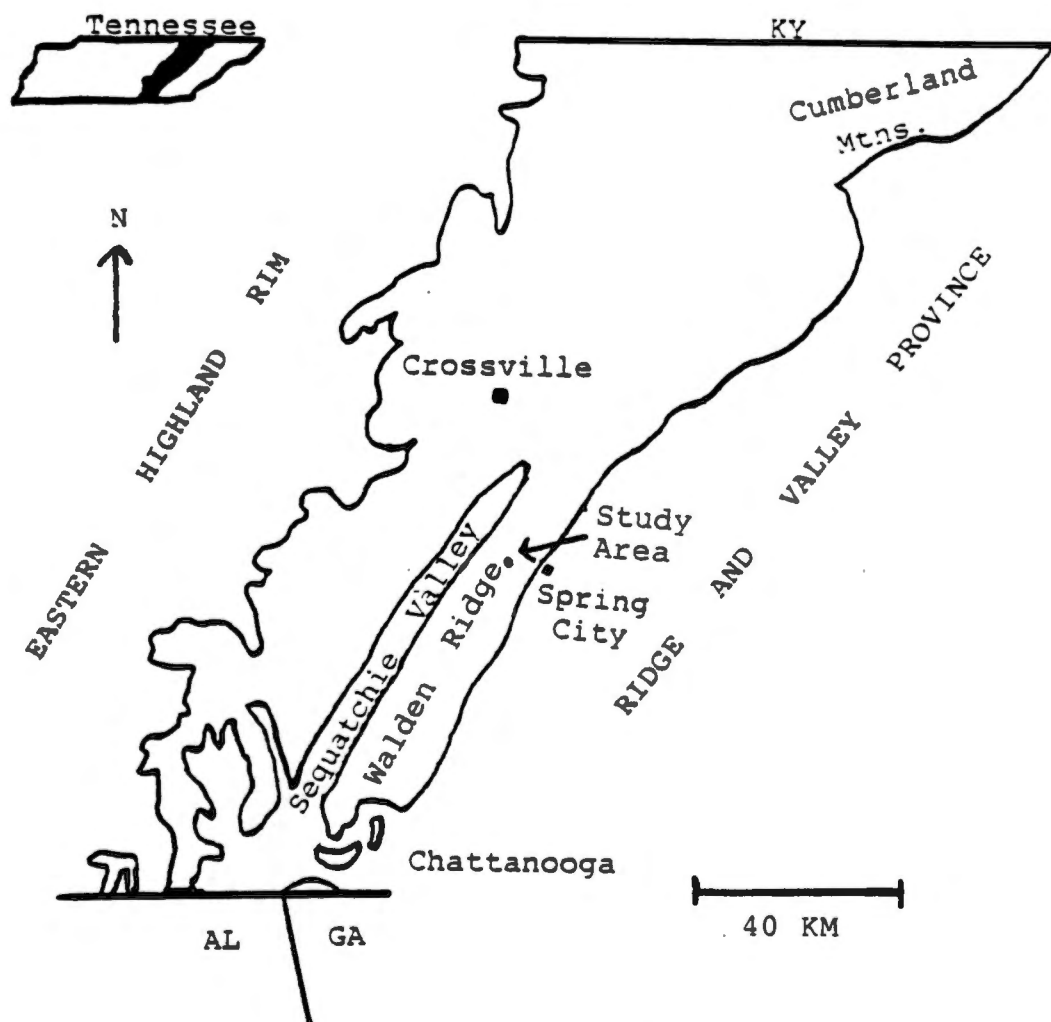 Tennessee
KY
Cumberland
Mtns.
N
EASTERN HIGHLAND RIM
Crossville
RIDGE AND VALLEY PROVINCE
Study
Area
Sequatchie Valley
Walden Ridge
Spring
City
Chattanooga
AL
GA
40 KM